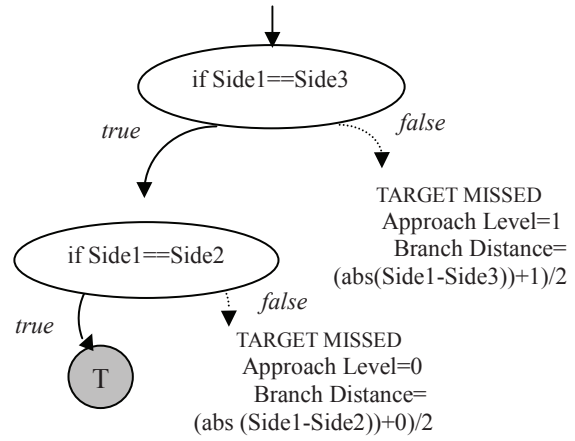 if Side1==Side3
true
false
TARGET MISSED
Approach Level=1
Branch Distance=
(abs(Side1-Side3))+1)/2
if Side1==Side2
true
false
T
TARGET MISSED
Approach Level=0
Branch Distance=
(abs (Side1-Side2))+0)/2